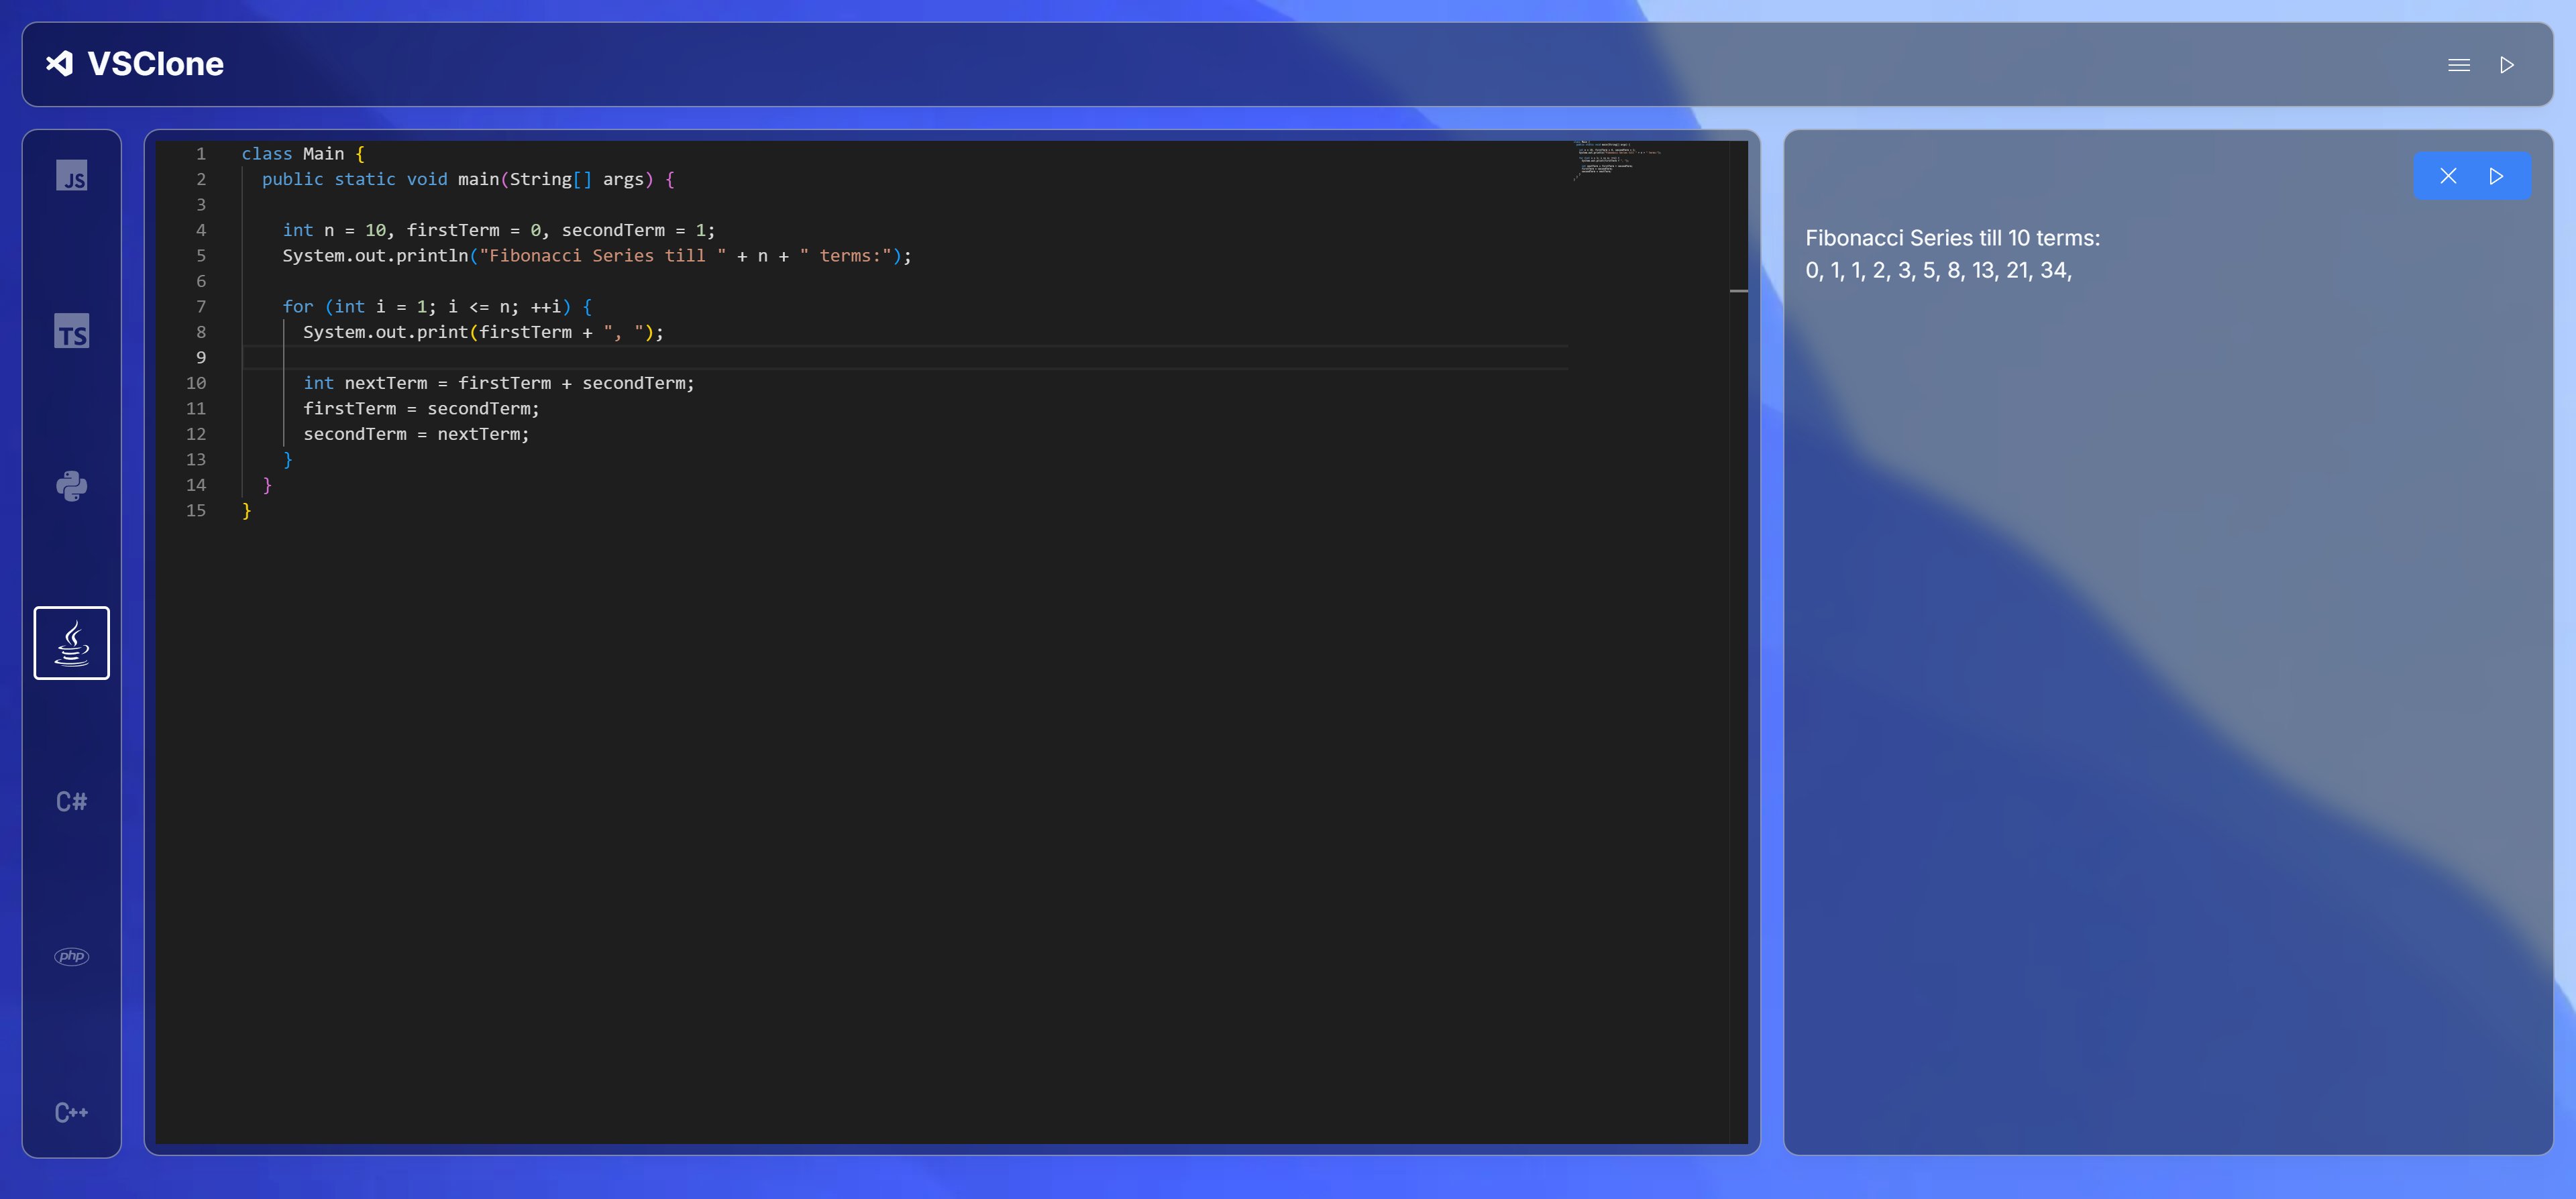 VSClone
JS
TS
C#
php
C++
1 class Main {
2   public static void main(String[] args) {
3
4     int n = 10, firstTerm = 0, secondTerm = 1;
5     System.out.println("Fibonacci Series till " + n + " terms:");
6
7     for (int i = 1; i <= n; ++i) {
8       System.out.print(firstTerm + ", ");
9
10       int nextTerm = firstTerm + secondTerm;
11       firstTerm = secondTerm;
12       secondTerm = nextTerm;
13     }
14   }
15 }
Fibonacci Series till 10 terms:
0, 1, 1, 2, 3, 5, 8, 13, 21, 34,